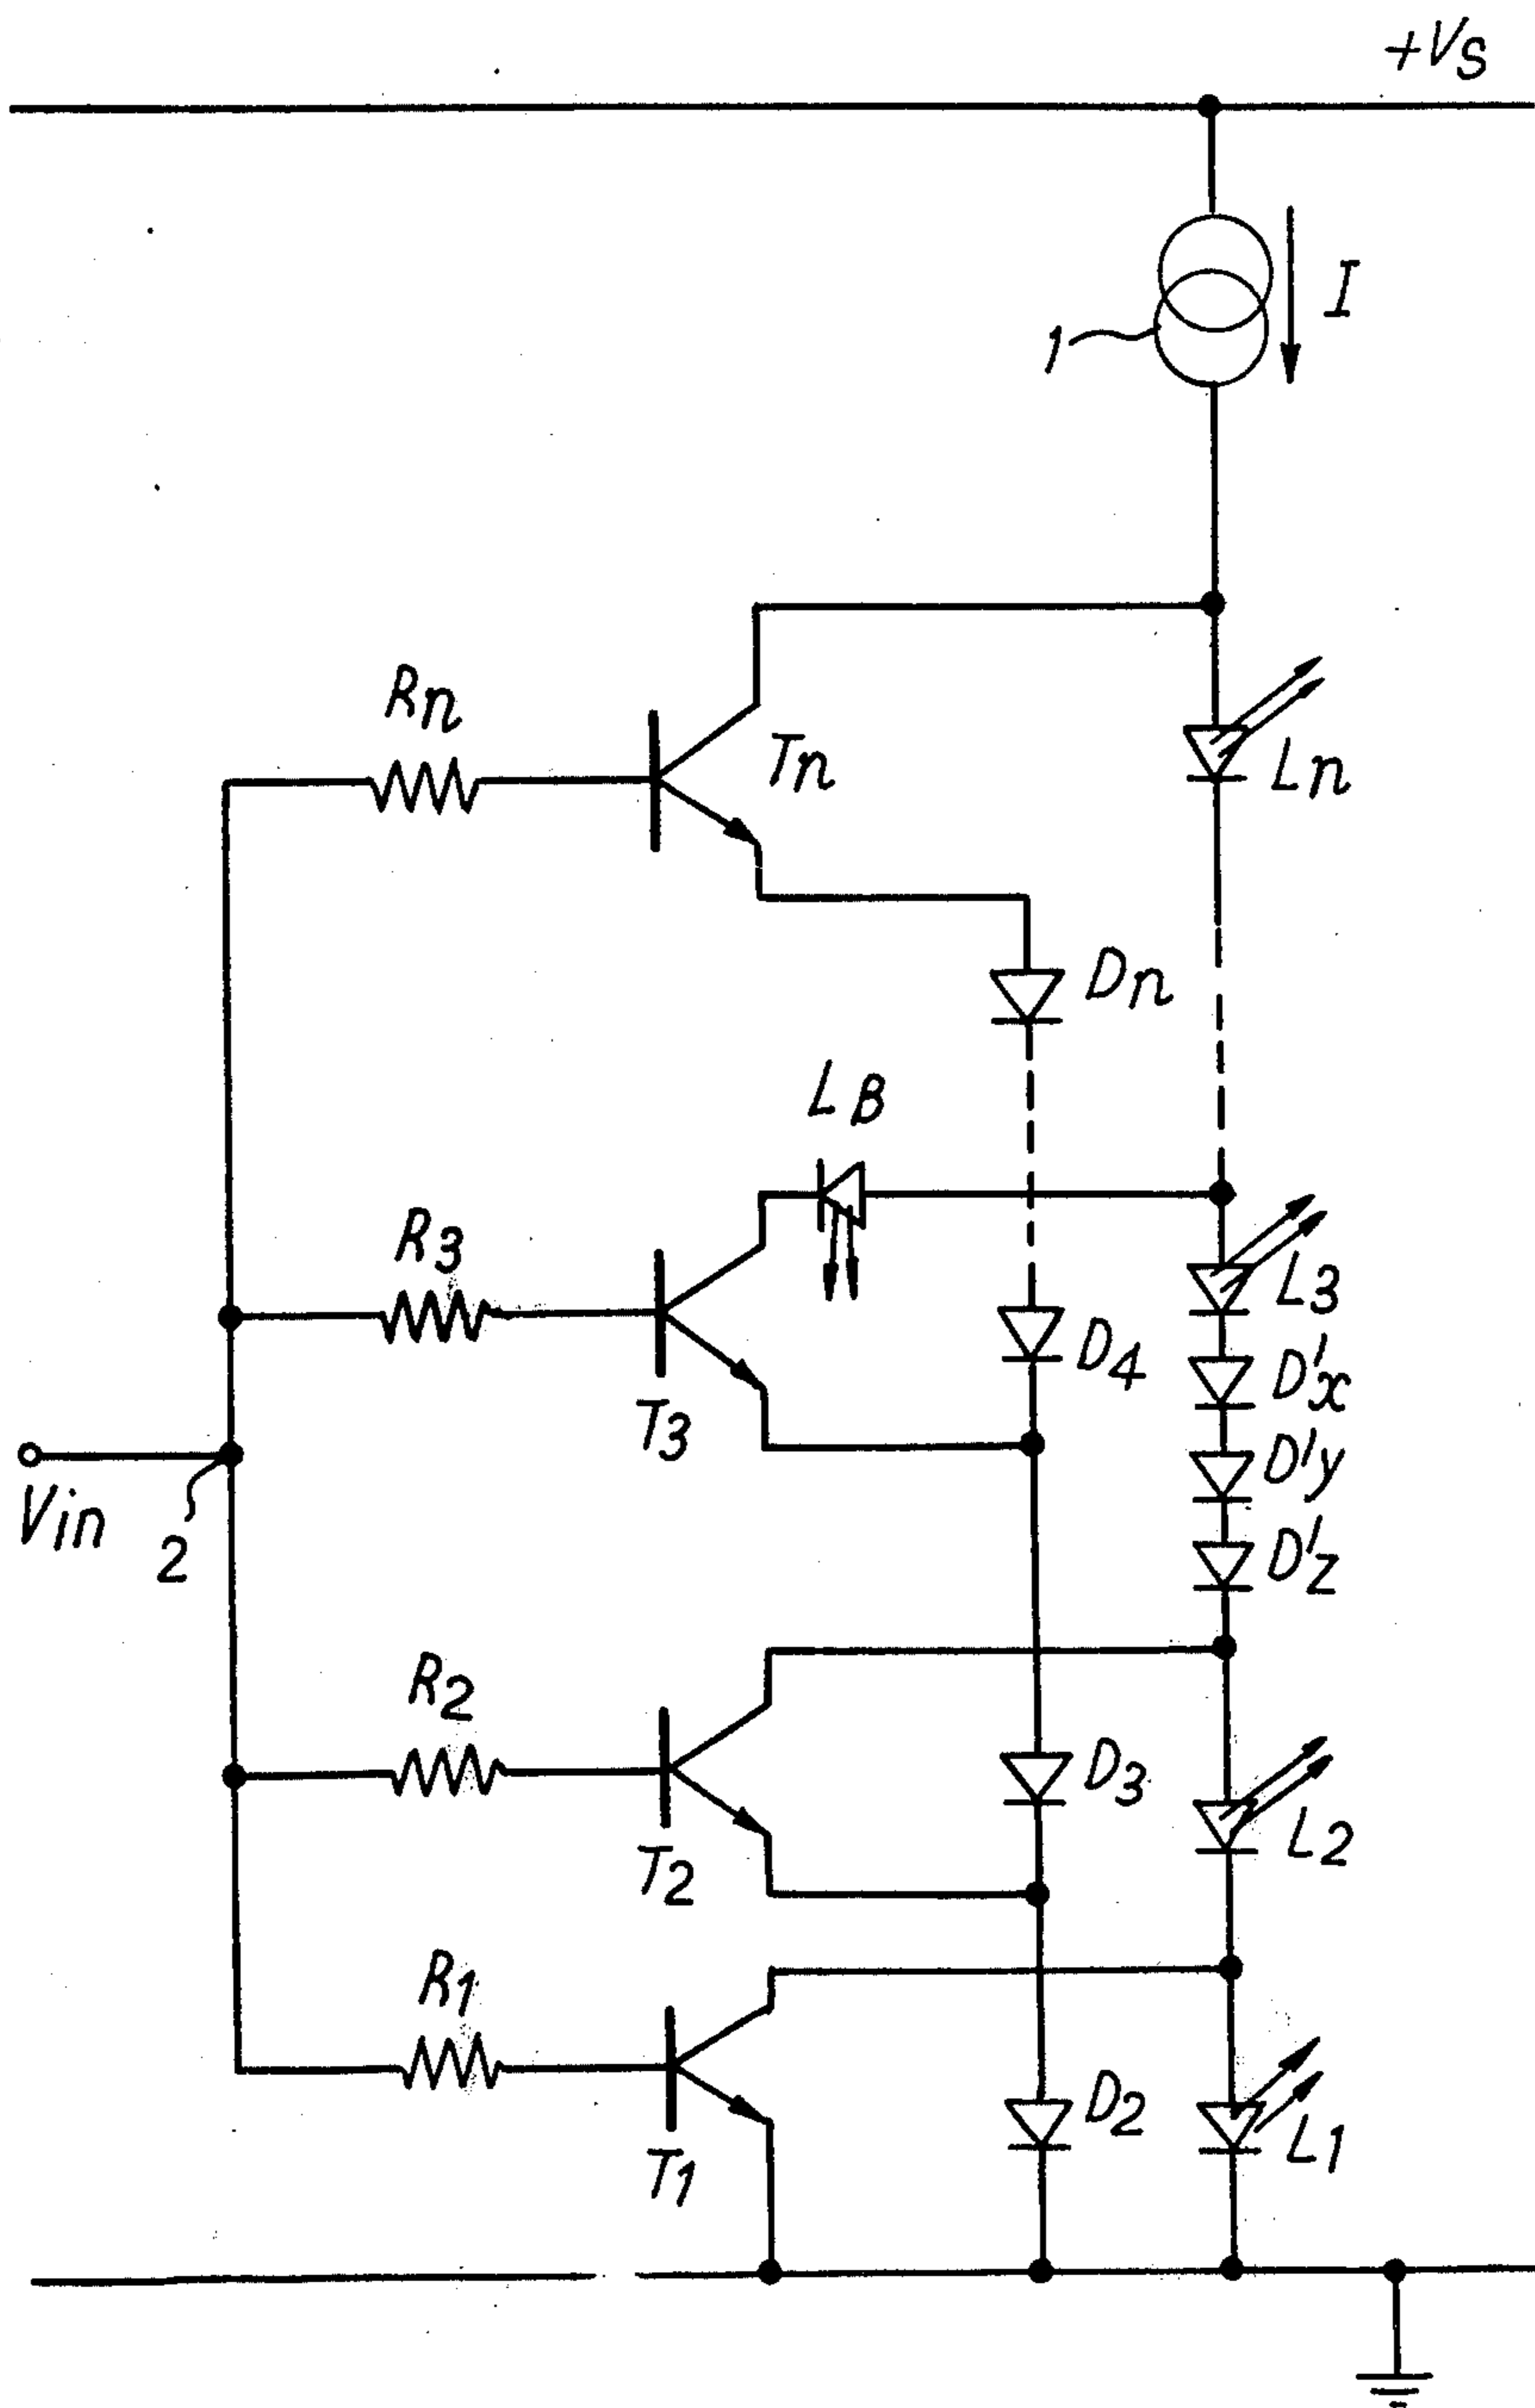 +Vs
I
1
Rn
Tn
Ln
Dn
LB
R3
L3
D4
D'x
T3
D'y
Vin
2
D'z
R2
D3
L2
T2
R1
D2
L1
T1